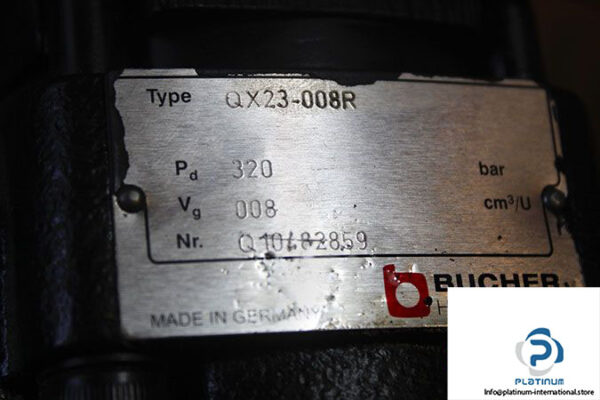 Type QX23-008R
Pd 320 bar
Vg 008 cm³/U
Nr. Q10482859
MADE IN GERMANY
BUCHER
PLATINUM
Info@platinum-international.store